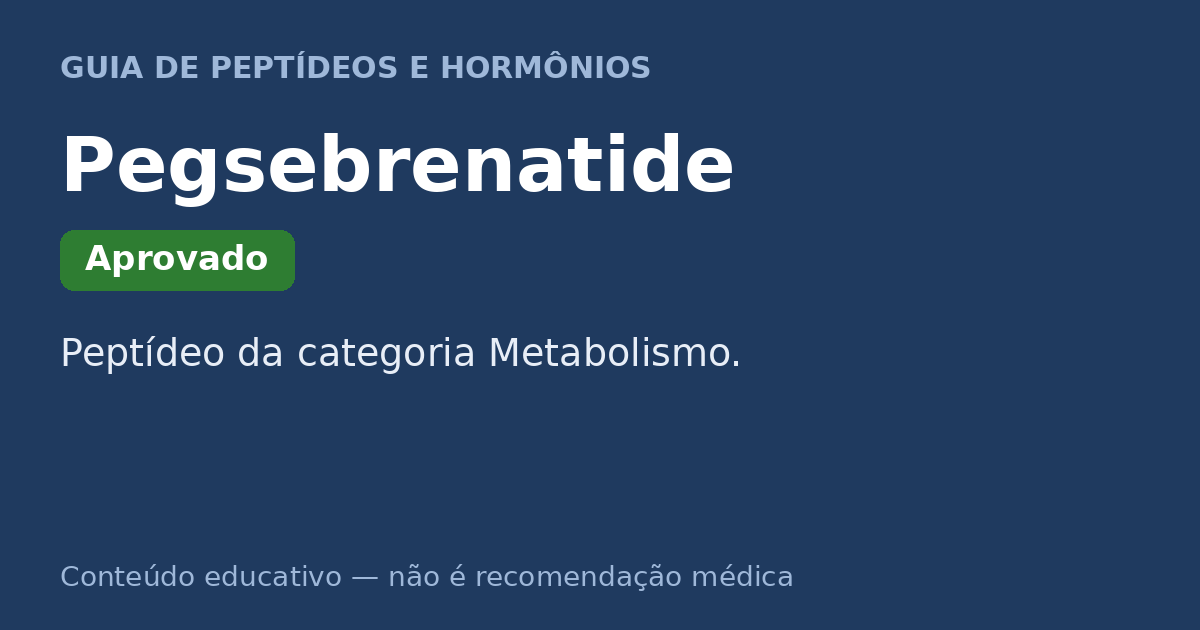 GUIA DE PEPTÍDEOS E HORMÔNIOS
Pegsebrenatide
Aprovado
Peptídeo da categoria Metabolismo.
Conteúdo educativo — não é recomendação médica